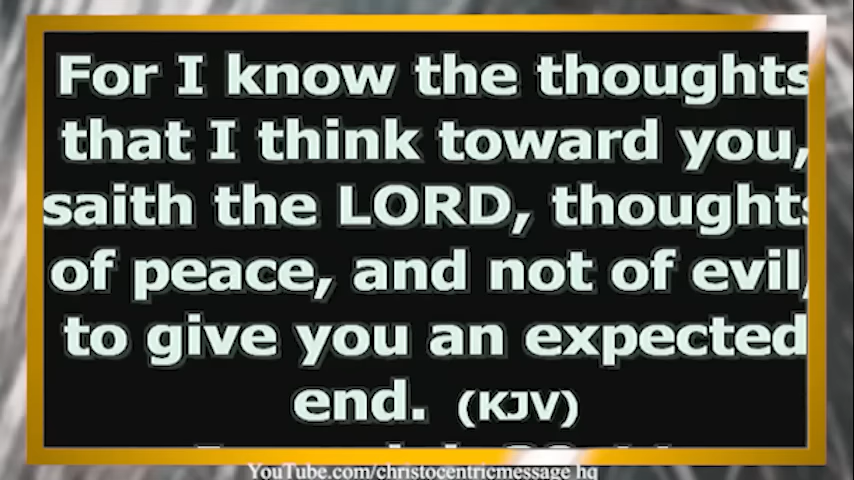 For I know the thoughts
that I think toward you,
saith the LORD, thoughts
of peace, and not of evil,
to give you an expected
end. (KJV)
YouTube.com/christocentricmessage hq